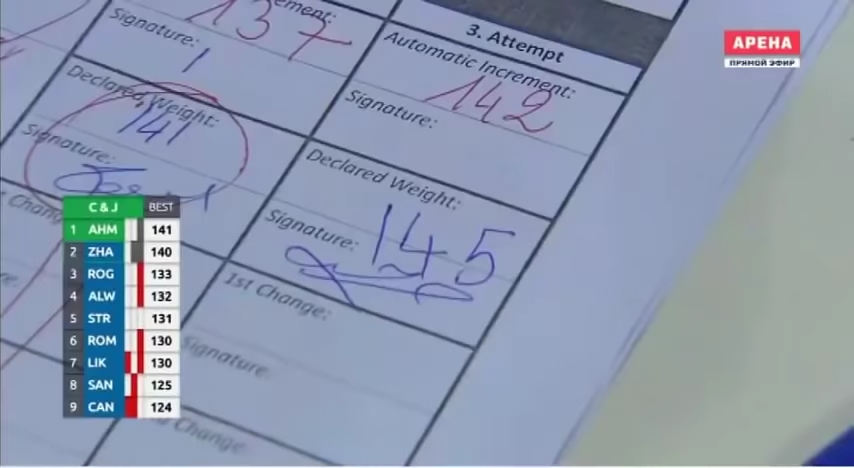 ement:
137
3. Attempt
АРЕНА
ПРЯМОЙ ЭФИР
Signature:
Automatic Increment:
142
Signature:
Declared Weight:
141
Signature:
Declared Weight:
Signature: 145
1st Change:
Signature:
Change:
C & J BEST
1 AHM 141
2 ZHA 140
3 ROG 133
4 ALW 132
5 STR 131
6 ROM 130
7 LIK 130
8 SAN 125
9 CAN 124